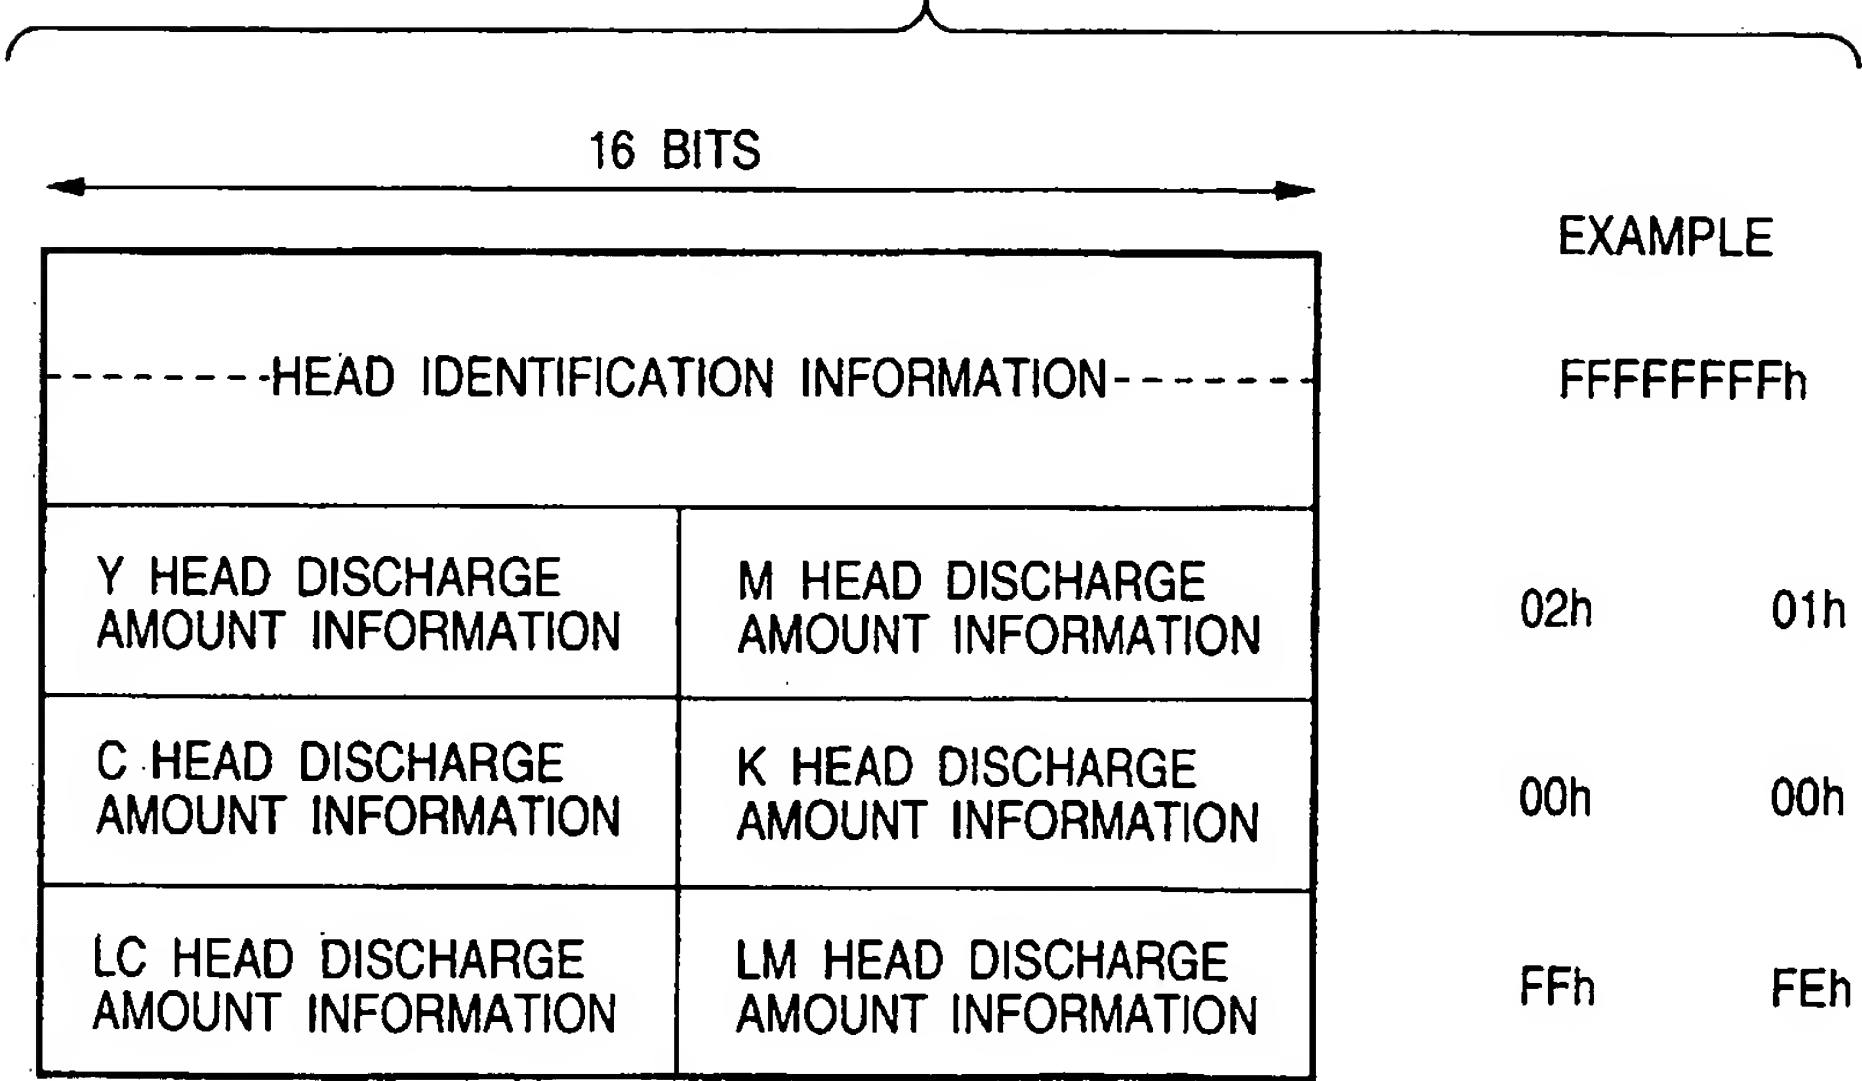 16 BITS
EXAMPLE
HEAD IDENTIFICATION INFORMATION
FFFFFFFFh
Y HEAD DISCHARGE
AMOUNT INFORMATION
M HEAD DISCHARGE
AMOUNT INFORMATION
02h 01h
C HEAD DISCHARGE
AMOUNT INFORMATION
K HEAD DISCHARGE
AMOUNT INFORMATION
00h 00h
LC HEAD DISCHARGE
AMOUNT INFORMATION
LM HEAD DISCHARGE
AMOUNT INFORMATION
FFh FEh